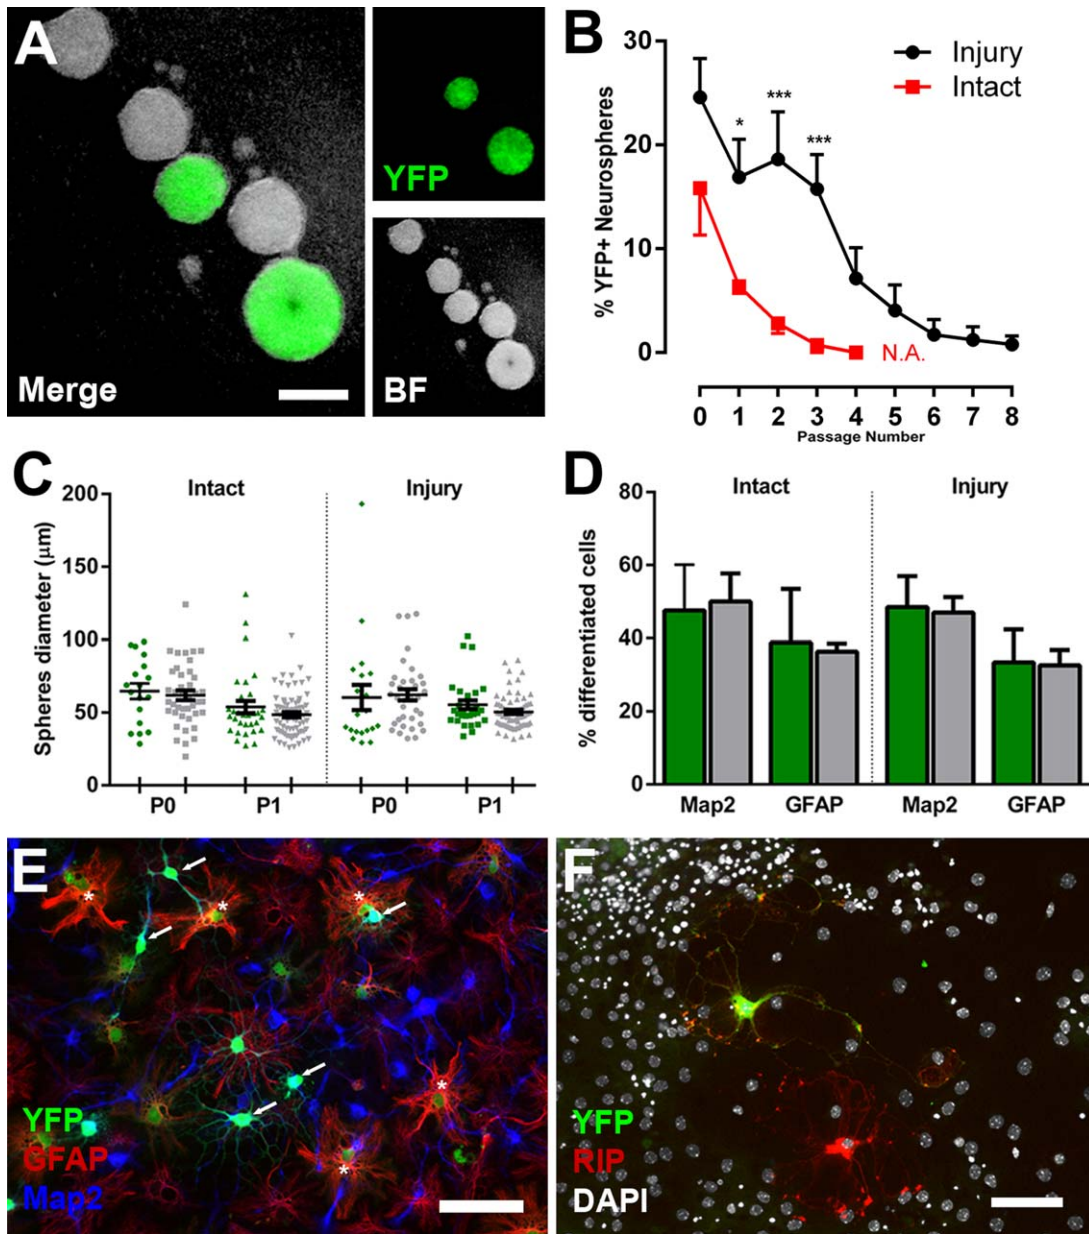 A
Merge
YFP
BF
B
% YFP+ Neurospheres
30
20
10
0
Injury
Intact
*
***
***
N.A.
0 1 2 3 4 5 6 7 8
Passage Number
C
Spheres diameter (µm)
200
150
100
50
0
Intact Injury
P0 P1 P0 P1
D
% differentiated cells
80
60
40
20
0
Intact Injury
Map2 GFAP Map2 GFAP
E
*
*
*
*
*
YFP
GFAP
Map2
F
YFP
RIP
DAPI